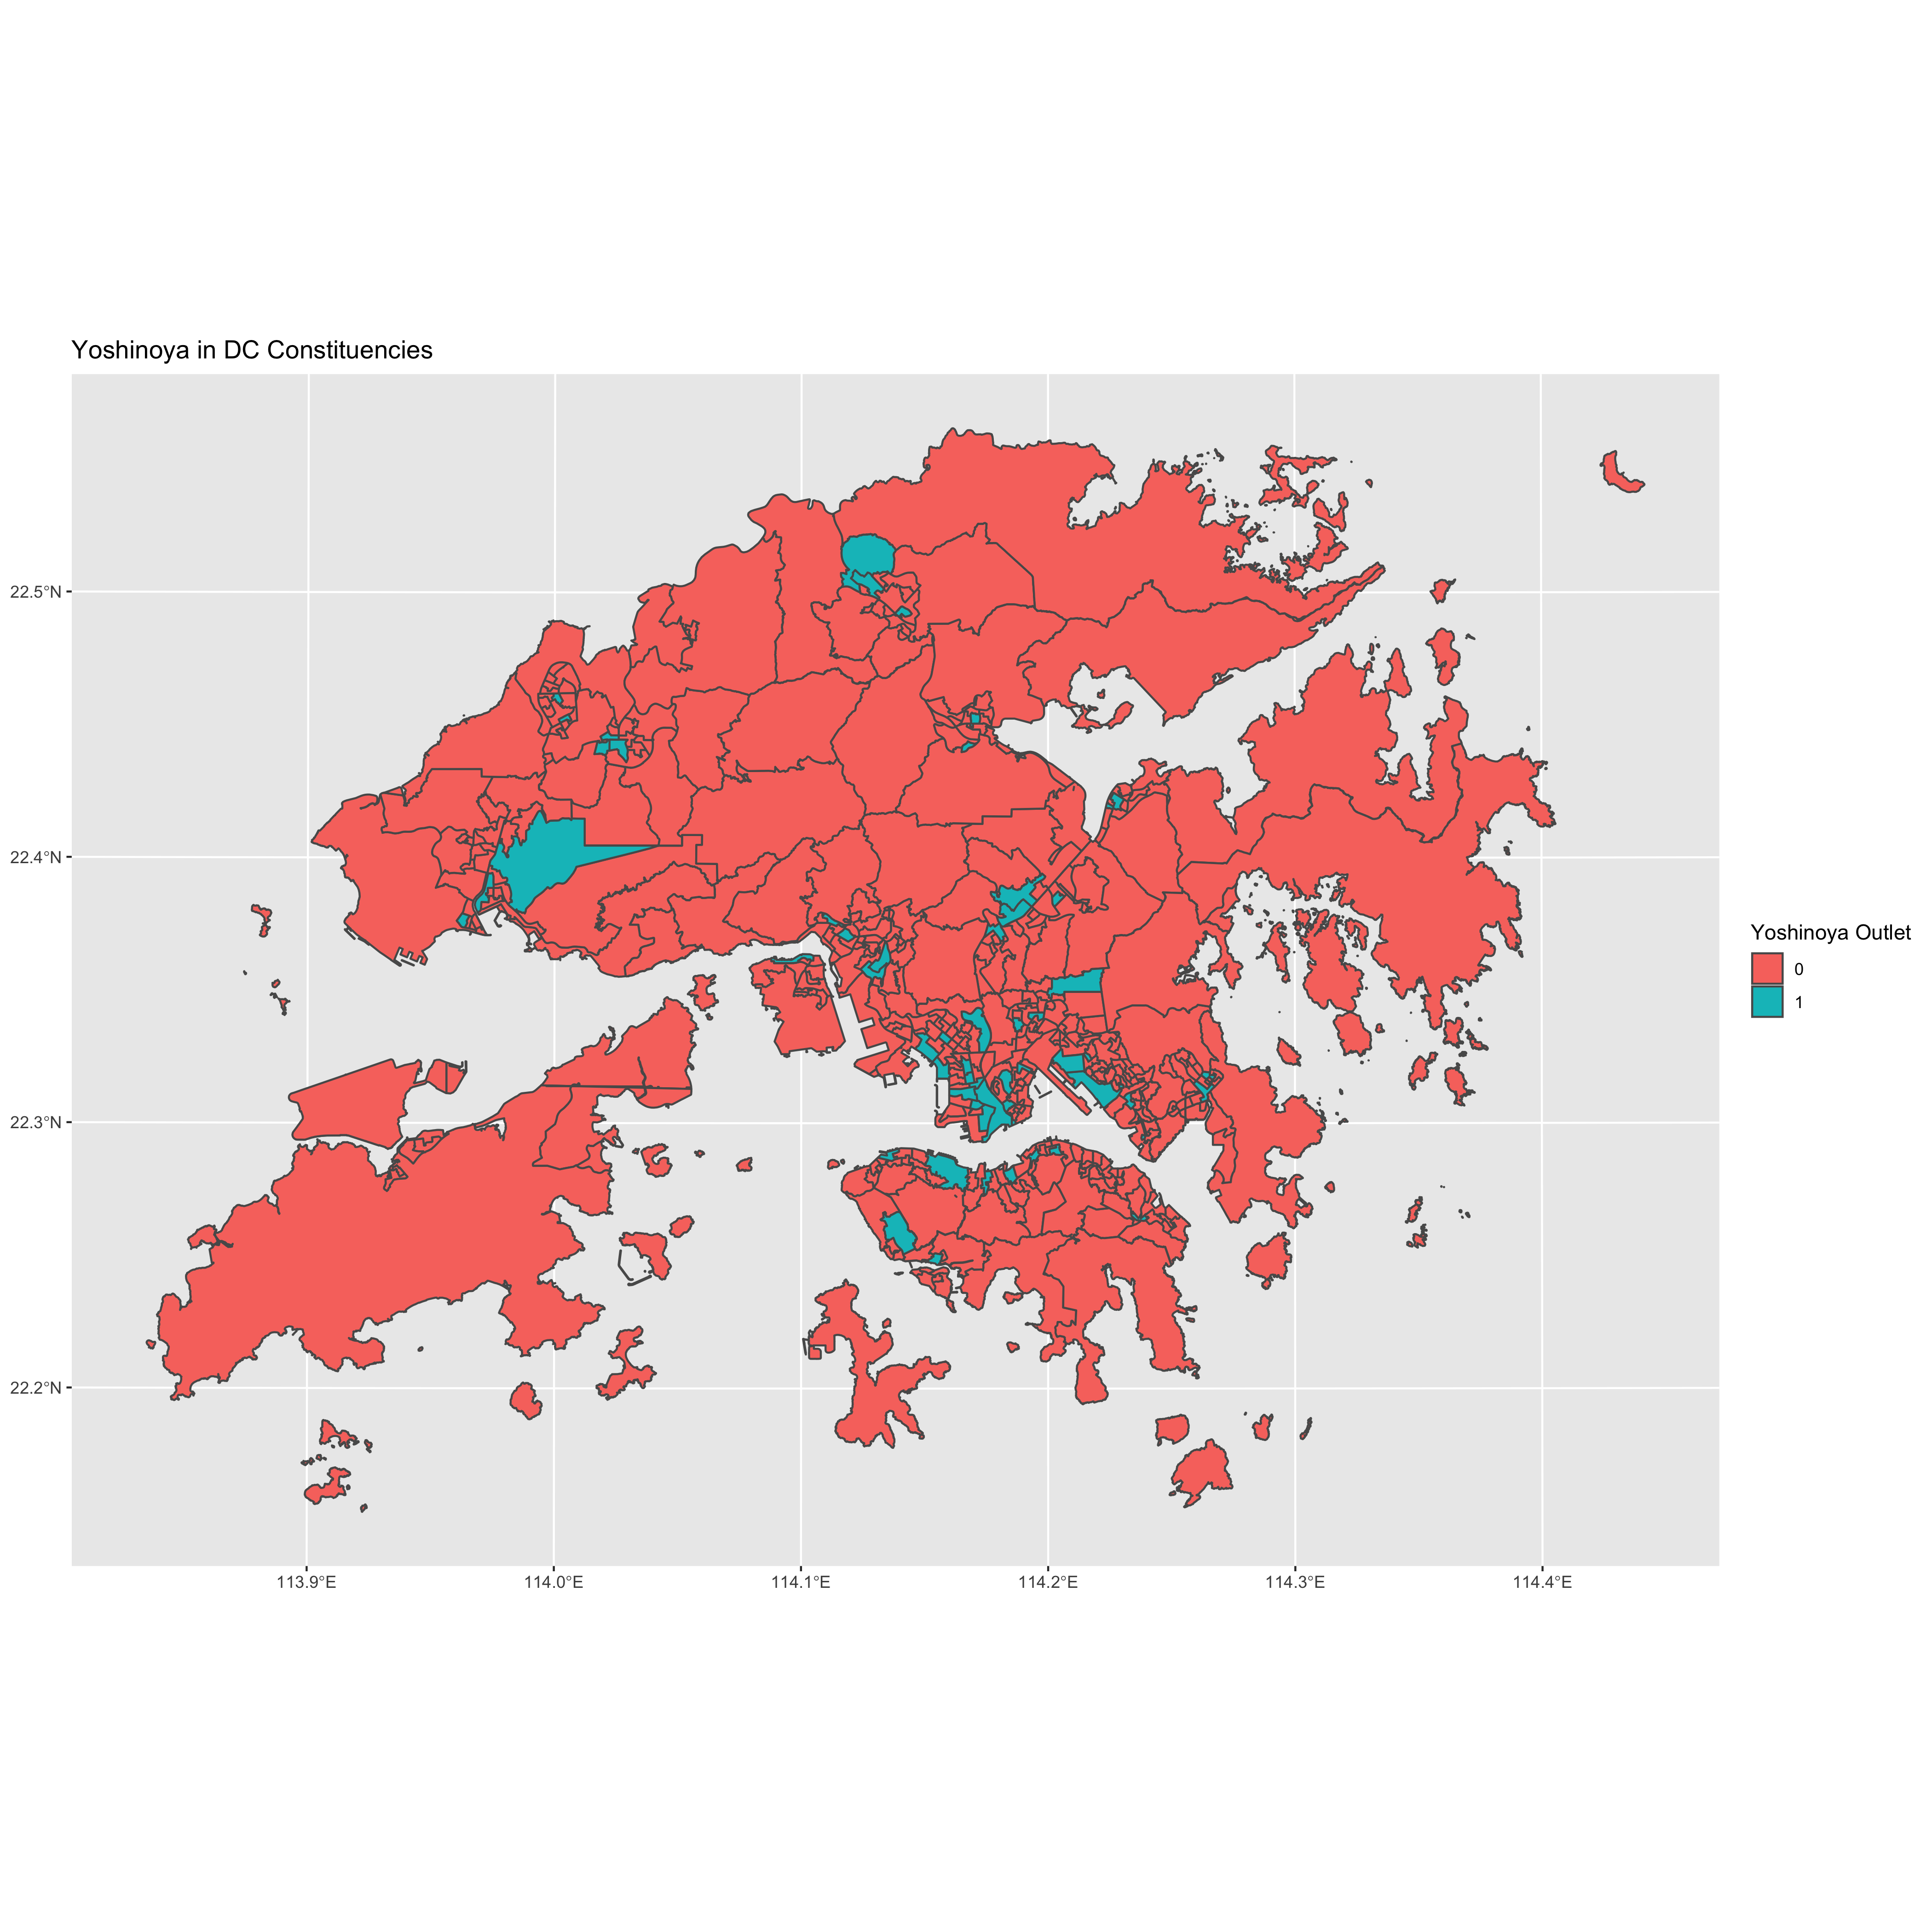 Yoshinoya in DC Constituencies
22.5°N
22.4°N
22.3°N
22.2°N
113.9°E
114.0°E
114.1°E
114.2°E
114.3°E
114.4°E
Yoshinoya Outlet
0
1